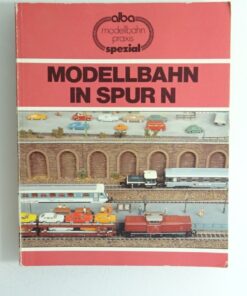 alba
modellbahn
praxis
spezial
MODELLBAHN
IN SPUR N